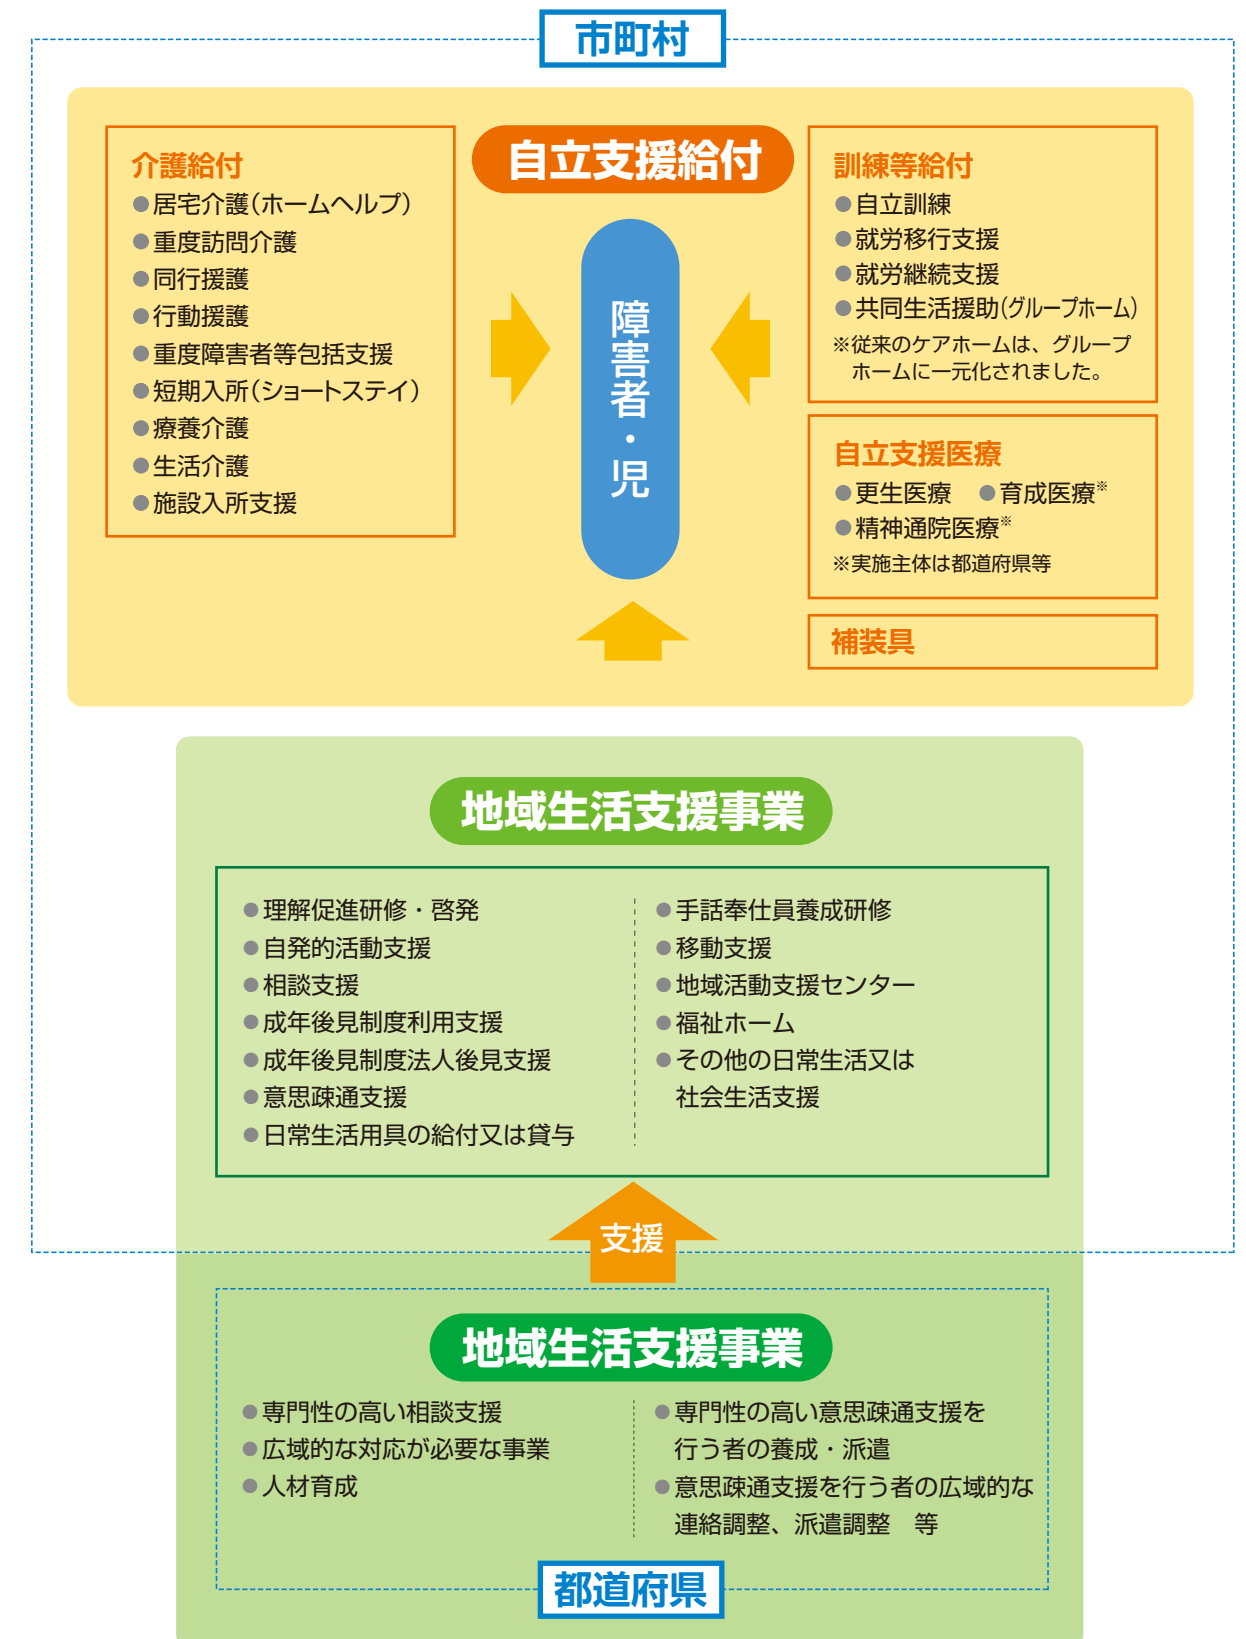 市町村
自立支援給付
介護給付
●居宅介護(ホームヘルプ)
●重度訪問介護
●同行援護
●行動援護
●重度障害者等包括支援
●短期入所(ショートステイ)
●療養介護
●生活介護
●施設入所支援
障害者・児
訓練等給付
●自立訓練
●就労移行支援
●就労継続支援
●共同生活援助(グループホーム)
※従来のケアホームは、グループ
ホームに一元化されました。
自立支援医療
●更生医療 ●育成医療※
●精神通院医療※
※実施主体は都道府県等
補装具
地域生活支援事業
●理解促進研修・啓発
●自発的活動支援
●相談支援
●成年後見制度利用支援
●成年後見制度法人後見支援
●意思疎通支援
●日常生活用具の給付又は貸与
●手話奉仕員養成研修
●移動支援
●地域活動支援センター
●福祉ホーム
●その他の日常生活又は
社会生活支援
支援
地域生活支援事業
●専門性の高い相談支援
●広域的な対応が必要な事業
●人材育成
●専門性の高い意思疎通支援を
行う者の養成・派遣
●意思疎通支援を行う者の広域的な
連絡調整、派遣調整 等
都道府県